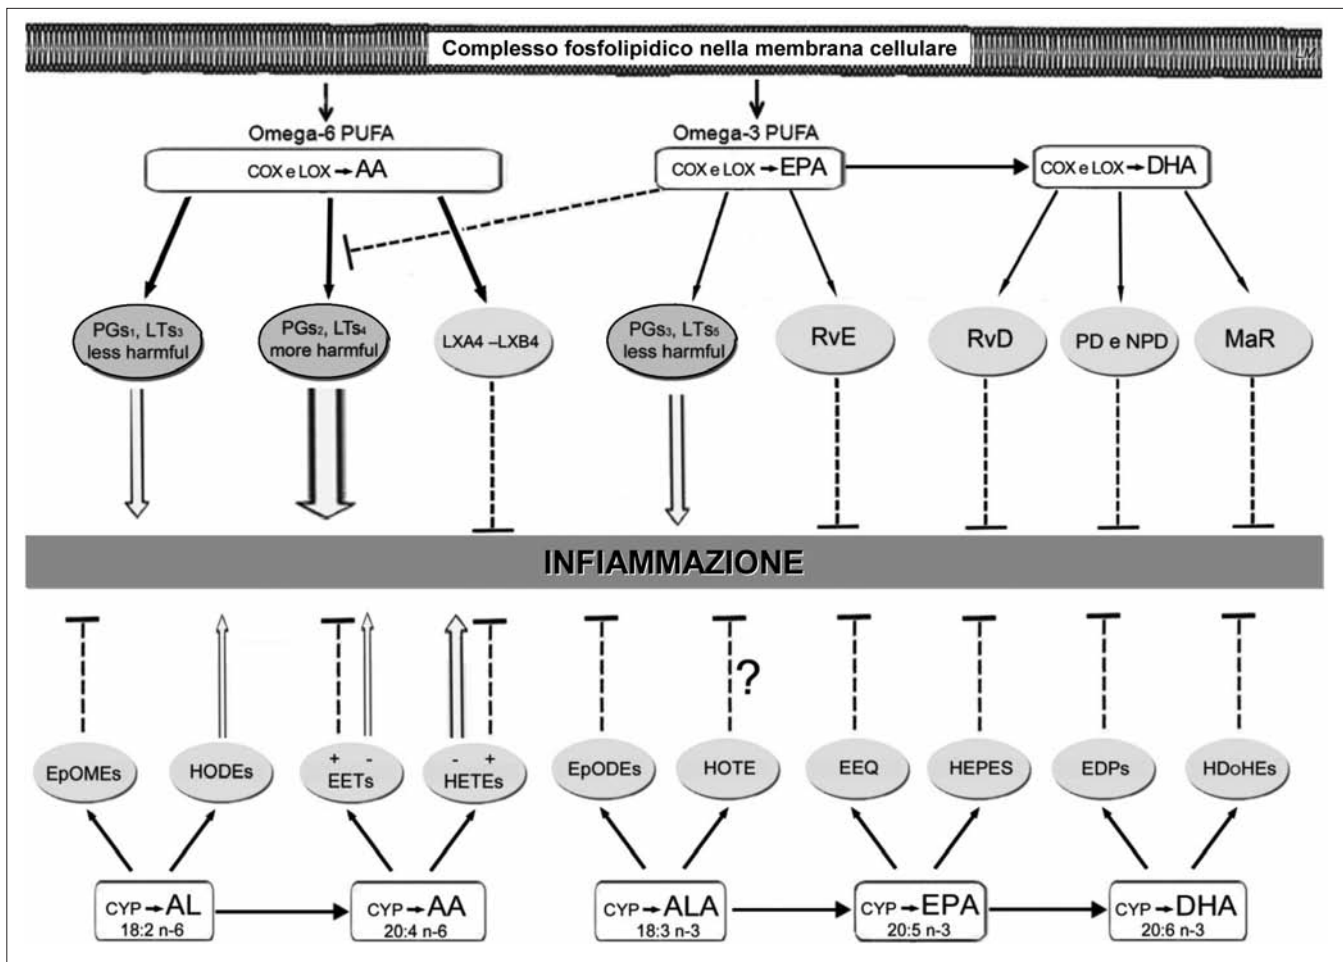 Complesso fosfolipidico nella membrana cellulare
Omega-6 PUFA
COX e LOX → AA
Omega-3 PUFA
COX e LOX → EPA
COX e LOX → DHA
PGs₁, LTs₃
less harmful
PGs₂, LTs₄
more harmful
LXA4 –LXB4
PGs₃, LTs₅
less harmful
RvE
RvD
PD e NPD
MaR
INFIAMMAZIONE
?
EpOMEs
HODEs
+ -
EETs
- +
HETEs
EpODEs
HOTE
EEQ
HEPES
EDPs
HDoHEs
CYP → AL
18:2 n-6
CYP → AA
20:4 n-6
CYP → ALA
18:3 n-3
CYP → EPA
20:5 n-3
CYP → DHA
20:6 n-3